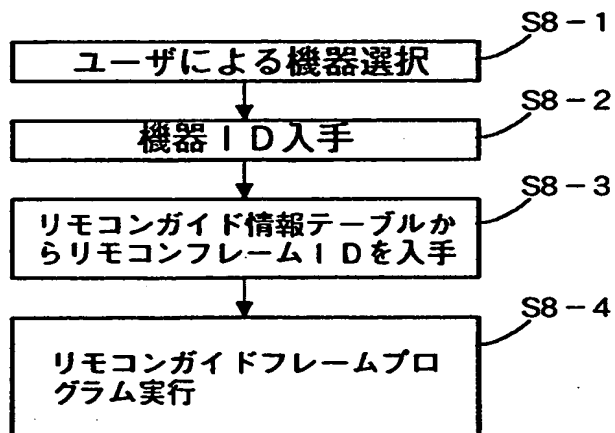 S8-1
ユーザによる機器選択
S8-2
機器ID入手
S8-3
リモコンガイド情報テーブルか
らリモコンフレームIDを入手
S8-4
リモコンガイドフレームプロ
グラム実行